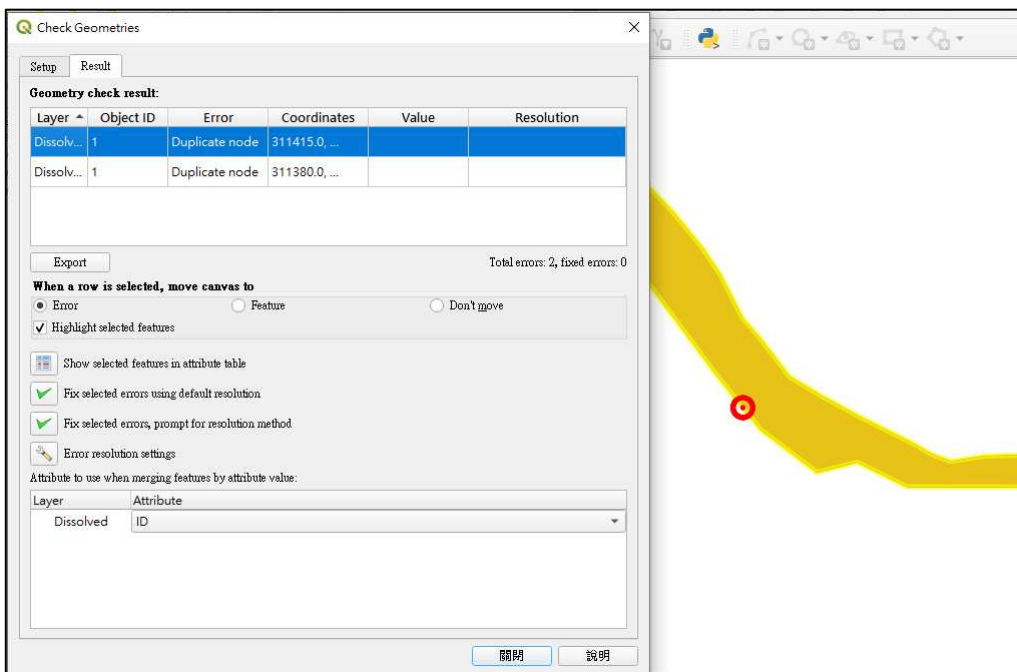 Check Geometries
Setup Result
Geometry check result:
Layer Object ID Error Coordinates Value Resolution
Dissolv... 1 Duplicate node 311415.0, ...
Dissolv... 1 Duplicate node 311380.0, ...
Export Total errors: 2, fixed errors: 0
When a row is selected, move canvas to
Error Feature Don't move
Highlight selected features
Show selected features in attribute table
Fix selected errors using default resolution
Fix selected errors, prompt for resolution method
Error resolution settings
Attribute to use when merging features by attribute value:
Layer Attribute
Dissolved ID
關閉 說明